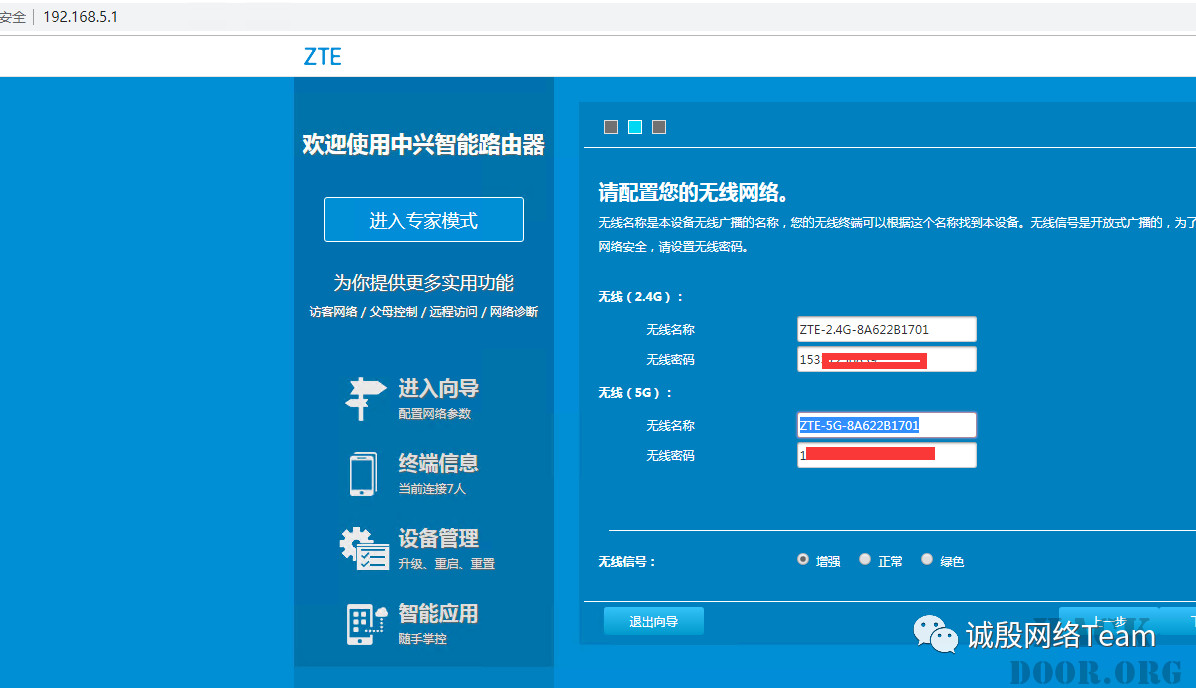 安全 192.168.5.1
ZTE
欢迎使用中兴智能路由器
进入专家模式
为你提供更多实用功能
访客网络 / 父母控制 / 远程访问 / 网络诊断
进入向导
配置网络参数
终端信息
当前连接7人
设备管理
升级、重启、重置
智能应用
随手掌控
请配置您的无线网络。
无线名称是本设备无线广播的名称，您的无线终端可以根据这个名称找到本设备。无线信号是开放式广播的，为了
网络安全，请设置无线密码。
无线（2.4G）：
无线名称 ZTE-2.4G-8A622B1701
无线密码 153
无线（5G）：
无线名称 ZTE-5G-8A622B1701
无线密码 1
无线信号： 增强 正常 绿色
退出向导 上一步
诚殷网络Team
DOOR.ORG